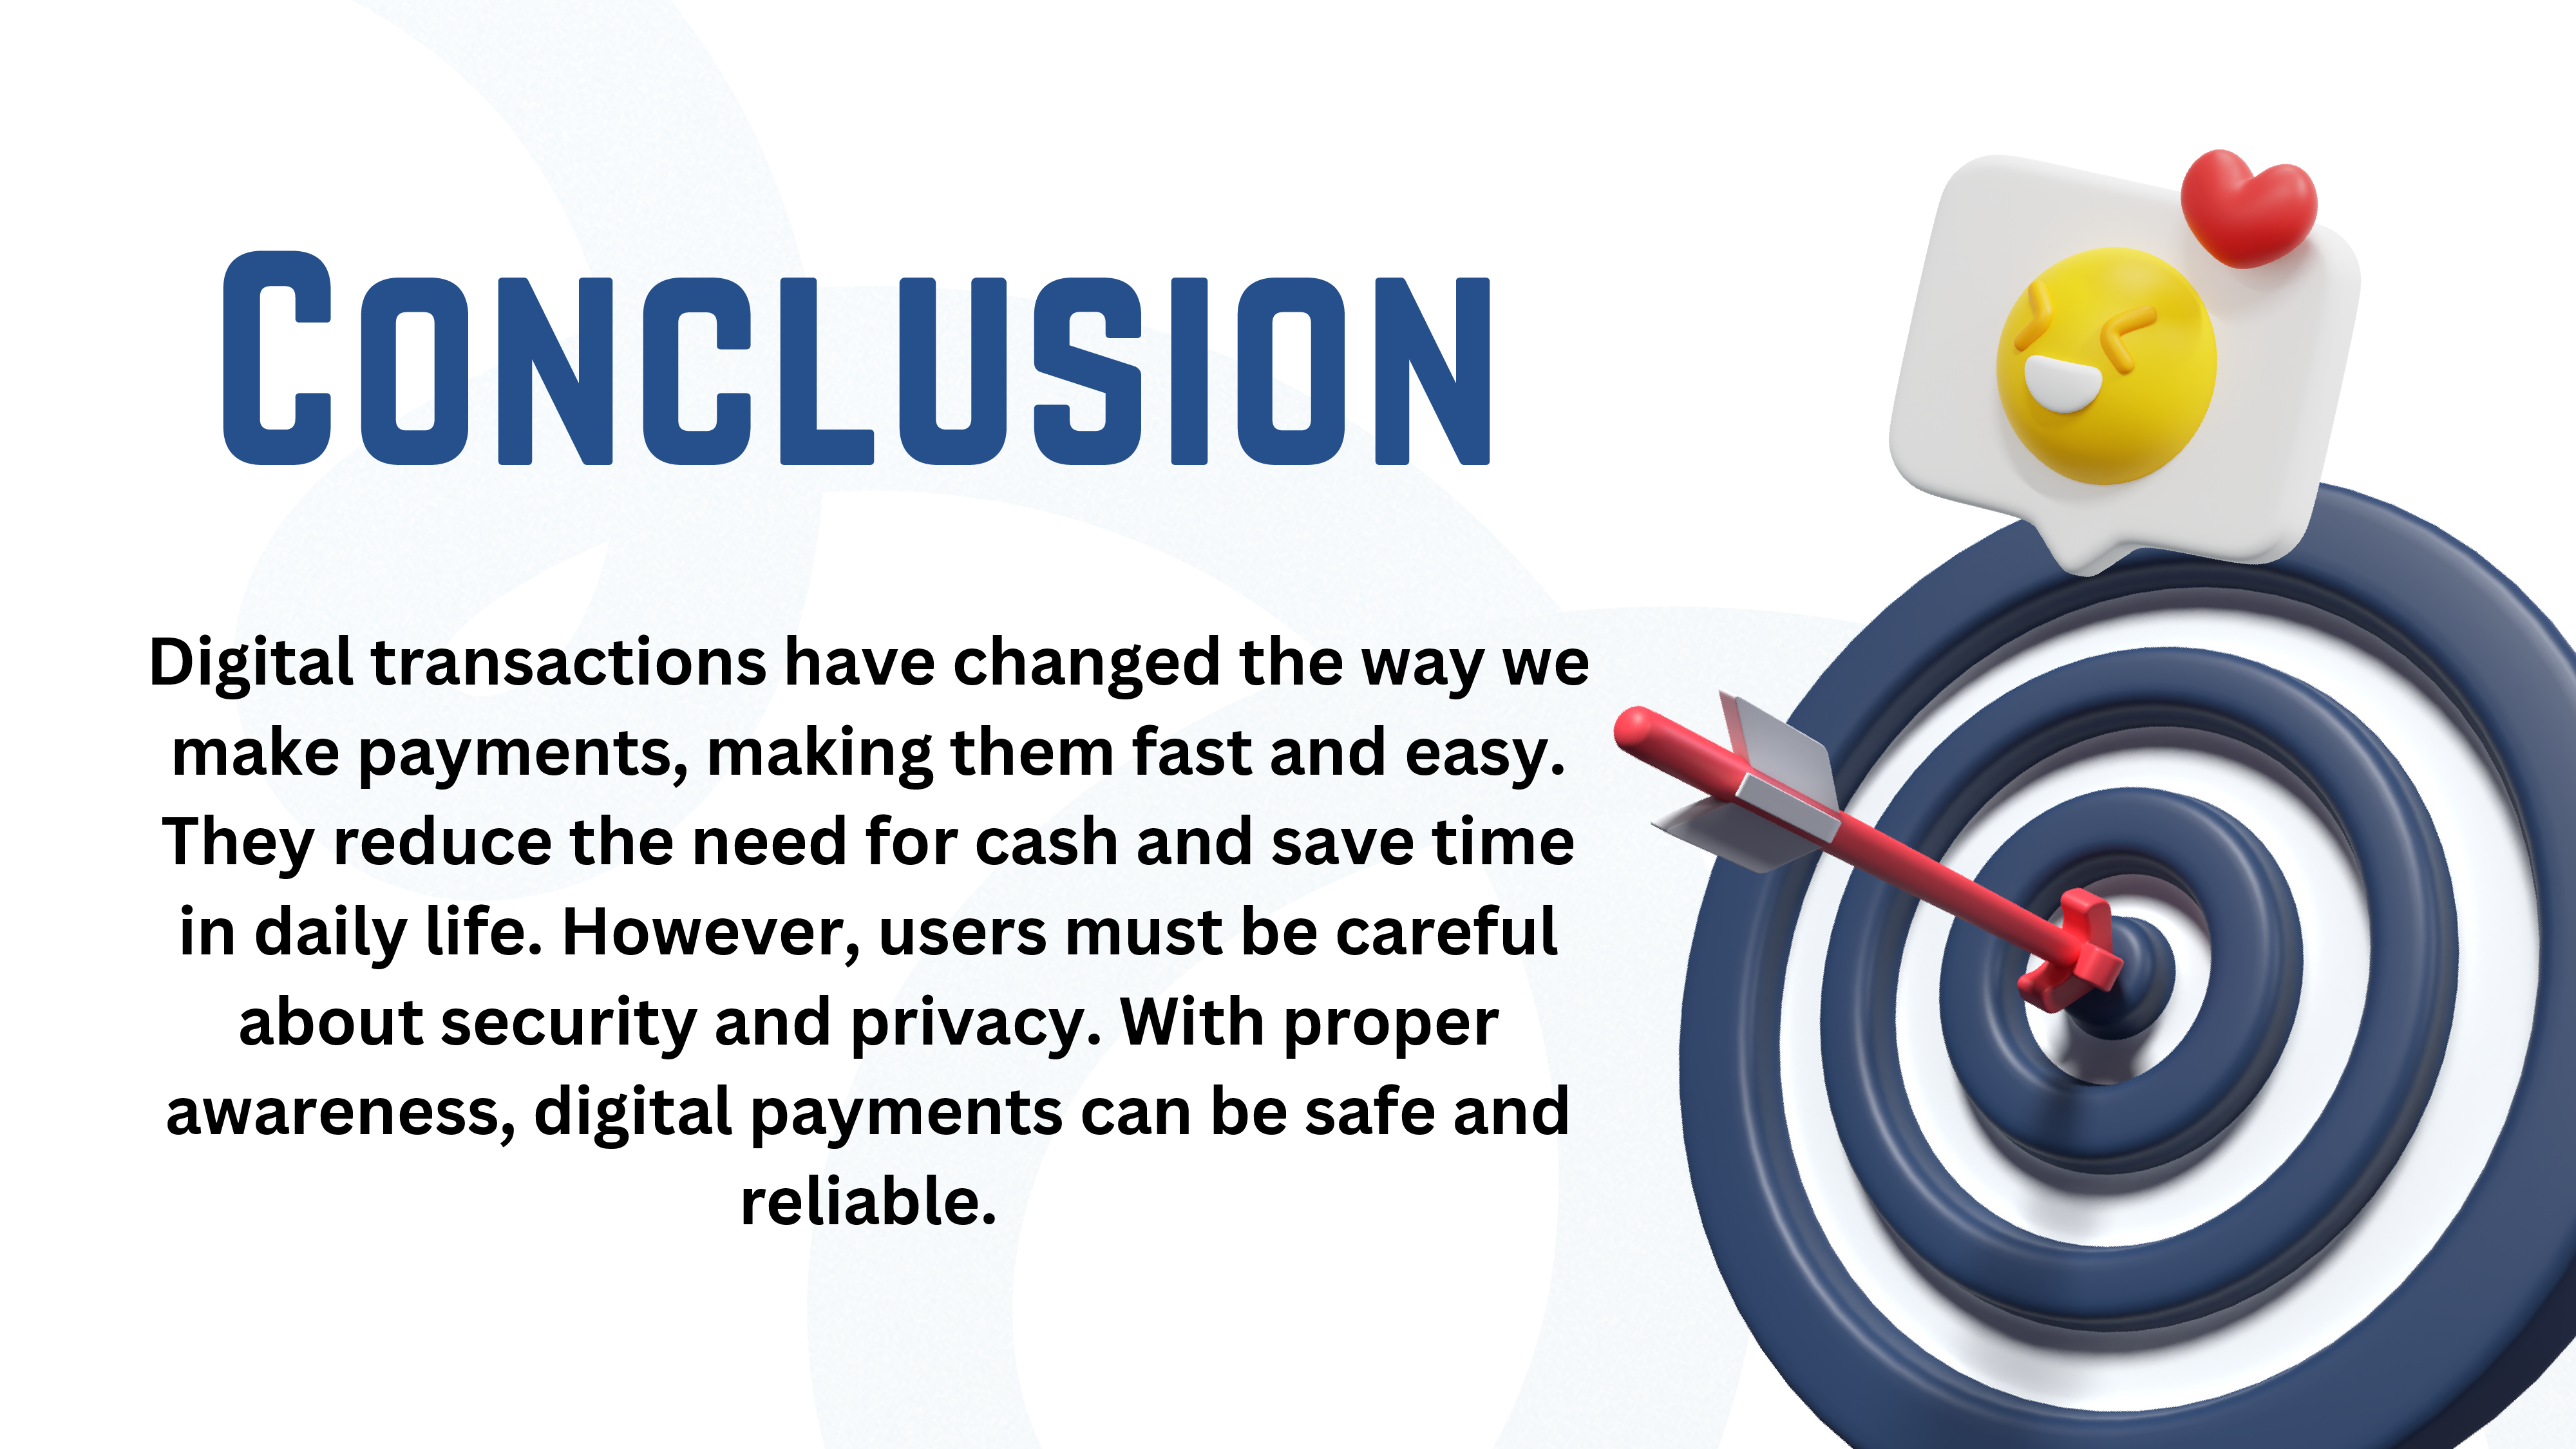 Conclusion
Digital transactions have changed the way we
make payments, making them fast and easy.
They reduce the need for cash and save time
in daily life. However, users must be careful
about security and privacy. With proper
awareness, digital payments can be safe and
reliable.